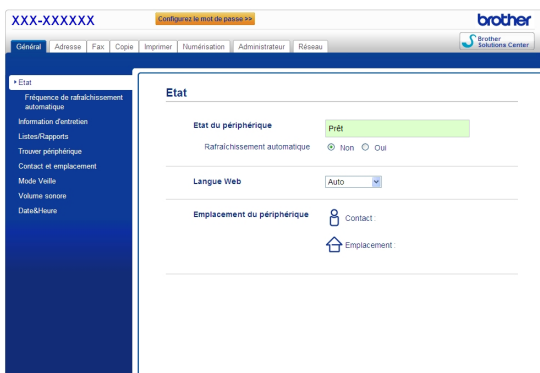 XXX-XXXXXX
Configurez le mot de passe >>
brother
Général Adresse Fax Copie Imprimer Numérisation Administrateur Réseau
Brother
Solutions Center
Etat
Fréquence de rafraîchissement
automatique
Information d'entretien
Listes/Rapports
Trouver périphérique
Contact et emplacement
Mode Veille
Volume sonore
Date&Heure
Etat
Etat du périphérique Prêt
Rafraîchissement automatique Non Oui
Langue Web Auto
Emplacement du périphérique Contact :
Emplacement :